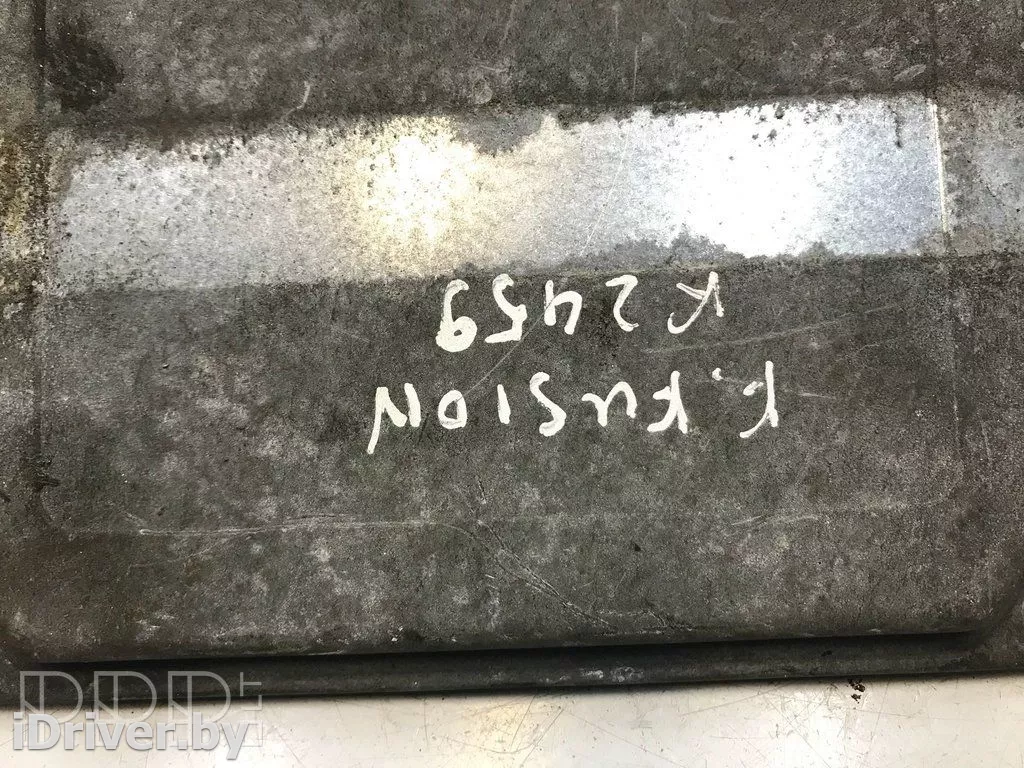 F. FUSION
K2459
iDriver.by